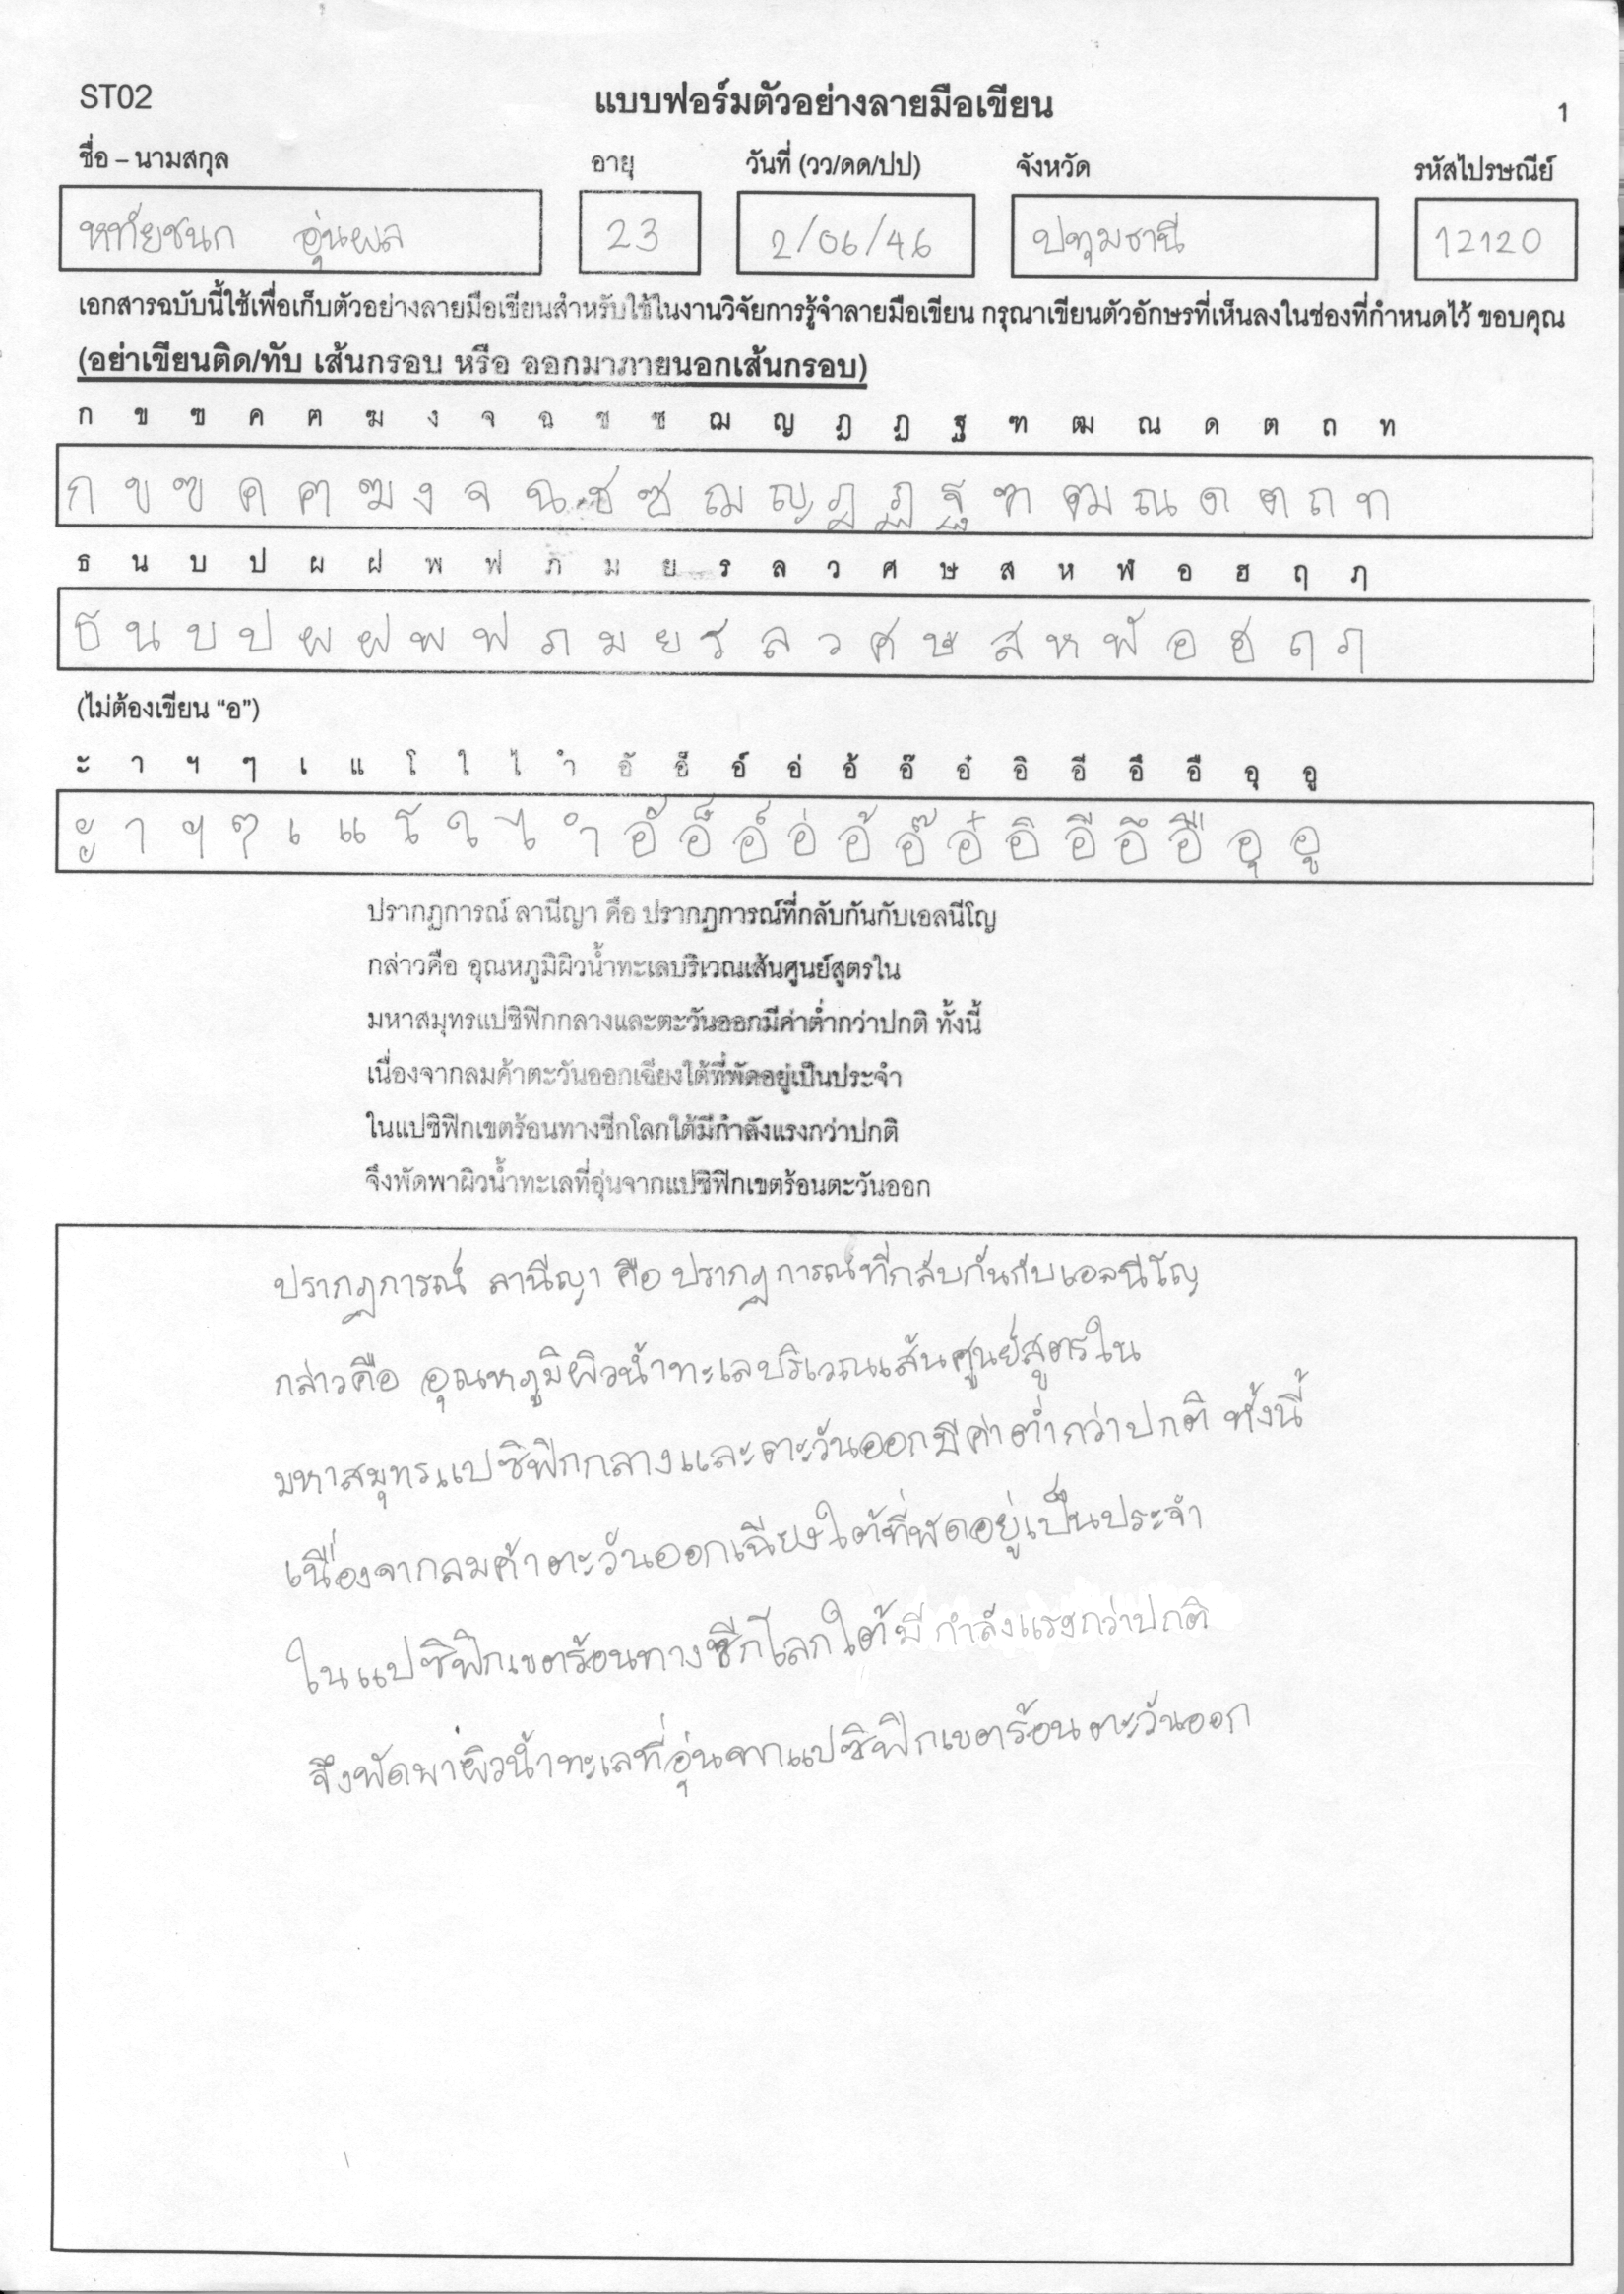 ST02
แบบฟอร์มตัวอย่างลายมือเขียน
1
ชื่อ – นามสกุล อายุ วันที่ (วว/ดด/ปป) จังหวัด รหัสไปรษณีย์
หทัยชนก อุ่นผล 23 2/06/46 ปทุมธานี 12120
เอกสารฉบับนี้ใช้เพื่อเก็บตัวอย่างลายมือเขียนสำหรับใช้ในงานวิจัยการรู้จำลายมือเขียน กรุณาเขียนตัวอักษรที่เห็นลงในช่องที่กำหนดไว้ ขอบคุณ
(อย่าเขียนติด/ทับ เส้นกรอบ หรือ ออกมาภายนอกเส้นกรอบ)
ก ข ฃ ค ฅ ฆ ง จ ฉ ช ซ ฌ ญ ฎ ฏ ฐ ฑ ฒ ณ ด ต ถ ท
ก ข ฃ ค ฅ ฆ ง จ ฉ ช ซ ฌ ญ ฎ ฏ ฐ ฑ ฒ ณ ด ต ถ ท
ธ น บ ป ผ ฝ พ ฟ ภ ม ย ร ล ว ศ ษ ส ห ฬ อ ฮ ฤ ฦ
ธ น บ ป ผ ฝ พ ฟ ภ ม ย ร ล ว ศ ษ ส ห ฬ อ ฮ ฤ ฦ
(ไม่ต้องเขียน “อ”)
ะ า ฯ ๆ เ แ โ ใ ไ ำ อั อ็ อ์ อ่ อ้ อ๊ อ๋ อิ อี อึ อื อุ อู
ะ า ฯ ๆ เ แ โ ใ ไ ำ อั อ็ อ์ อ่ อ้ อ๊ อ๋ อิ อี อึ อื อุ อู
ปรากฏการณ์ ลานีญา คือ ปรากฏการณ์ที่กลับกันกับเอลนีโญ
กล่าวคือ อุณหภูมิผิวน้ำทะเลบริเวณเส้นศูนย์สูตรใน
มหาสมุทรแปซิฟิกกลางและตะวันออกมีค่าต่ำกว่าปกติ ทั้งนี้
เนื่องจากลมค้าตะวันออกเฉียงใต้ที่พัดอยู่เป็นประจำ
ในแปซิฟิกเขตร้อนทางซีกโลกใต้มีกำลังแรงกว่าปกติ
จึงพัดพาผิวน้ำทะเลที่อุ่นจากแปซิฟิกเขตร้อนตะวันออก
ปรากฏการณ์ ลานีญา คือ ปรากฏการณ์ที่กลับกันกับเอลนีโญ
กล่าวคือ อุณหภูมิผิวน้ำทะเลบริเวณเส้นศูนย์สูตรใน
มหาสมุทรแปซิฟิกกลางและตะวันออกมีค่าต่ำกว่าปกติ ทั้งนี้
เนื่องจากลมค้าตะวันออกเฉียงใต้ที่พัดอยู่เป็นประจำ
ในแปซิฟิกเขตร้อนทางซีกโลกใต้มีกำลังแรงกว่าปกติ
จึงพัดพาผิวน้ำทะเลที่อุ่นจากแปซิฟิกเขตร้อนตะวันออก